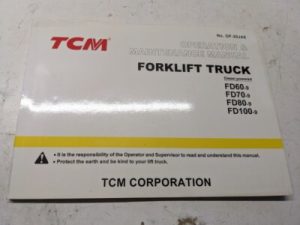 TCM
OPERATION &
MAINTENANCE MANUAL
FORKLIFT TRUCK
Diesel-powered
FD60-9
FD70-9
FD80-9
FD100-9
• It is the responsibility of the Operator and Supervisor to read and understand this manual.
• Protect the earth and be kind to your lift truck.
TCM CORPORATION